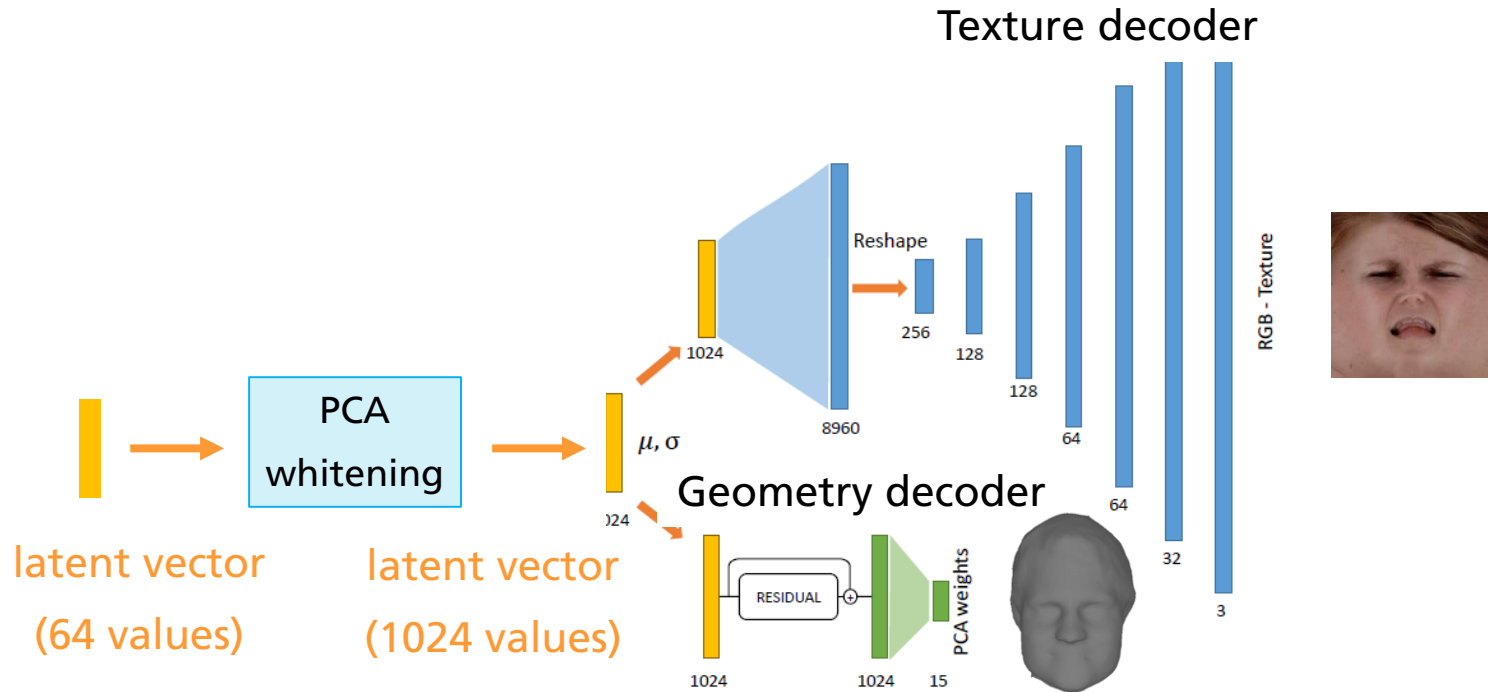 Texture decoder
Reshape
1024
8960
256
128
128
64
64
32
3
RGB - Texture
PCA
whitening
μ, σ
024
latent vector
(64 values)
latent vector
(1024 values)
Geometry decoder
RESIDUAL
+
1024
1024
15
PCA weights